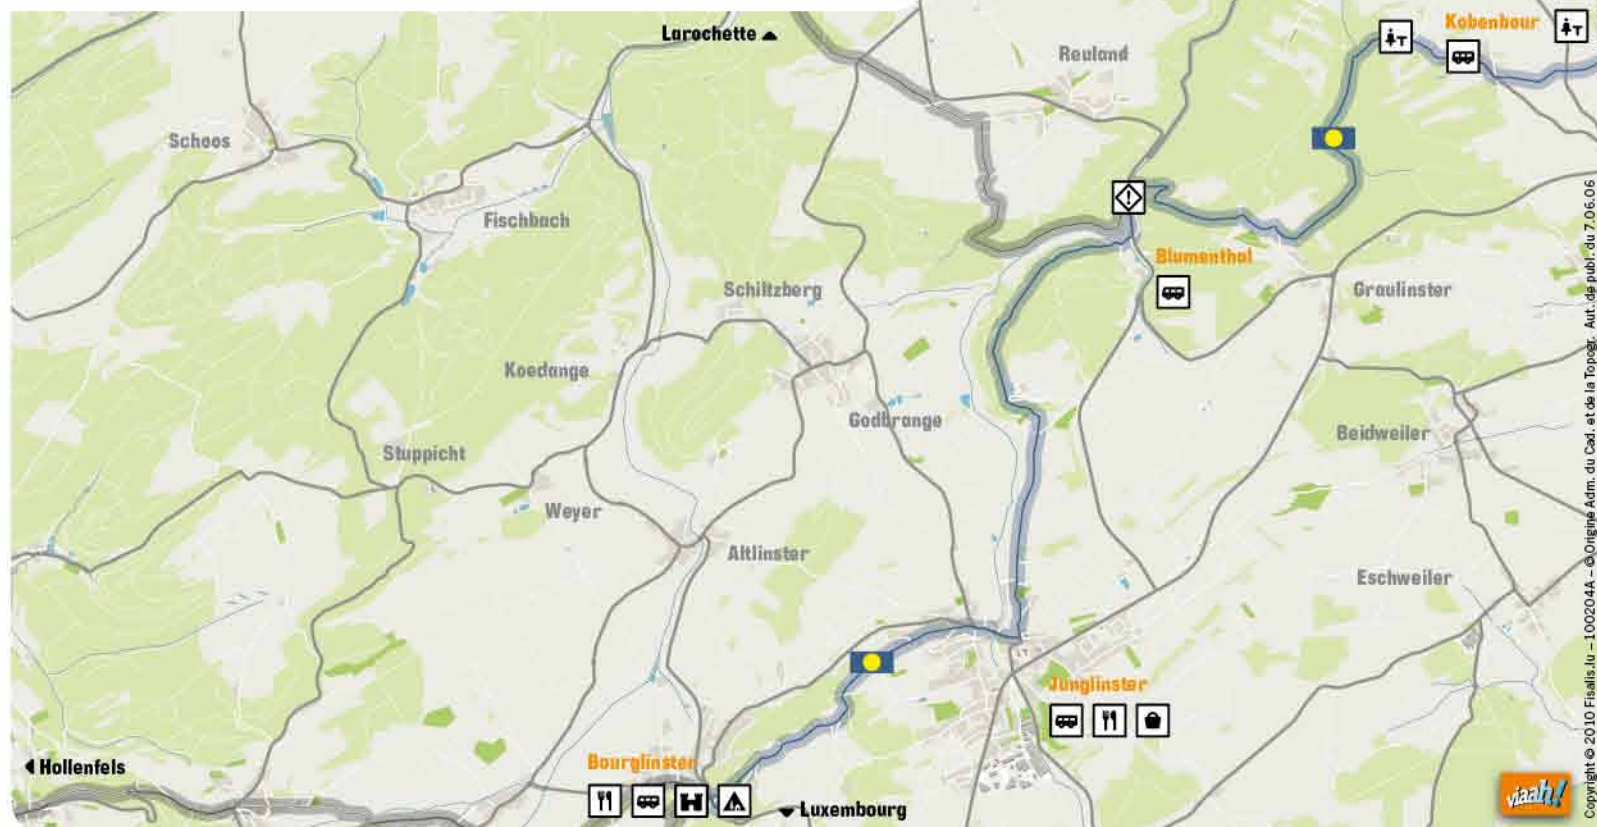 Larochette
Kobenbour
Reuland
Schoos
Fischbach
Blumenthal
Schiltzberg
Graulinster
Koedange
Godbrange
Beidweiler
Stuppicht
Weyer
Altlinster
Eschweiler
Junglinster
Bourglinster
Hollenfels
Luxembourg
viaah!
Copyright © 2010 Fisalis.lu – 100204A – © Origine Adm. du Cad. et de la Topogr. Aut. de publ. du 7.06.06